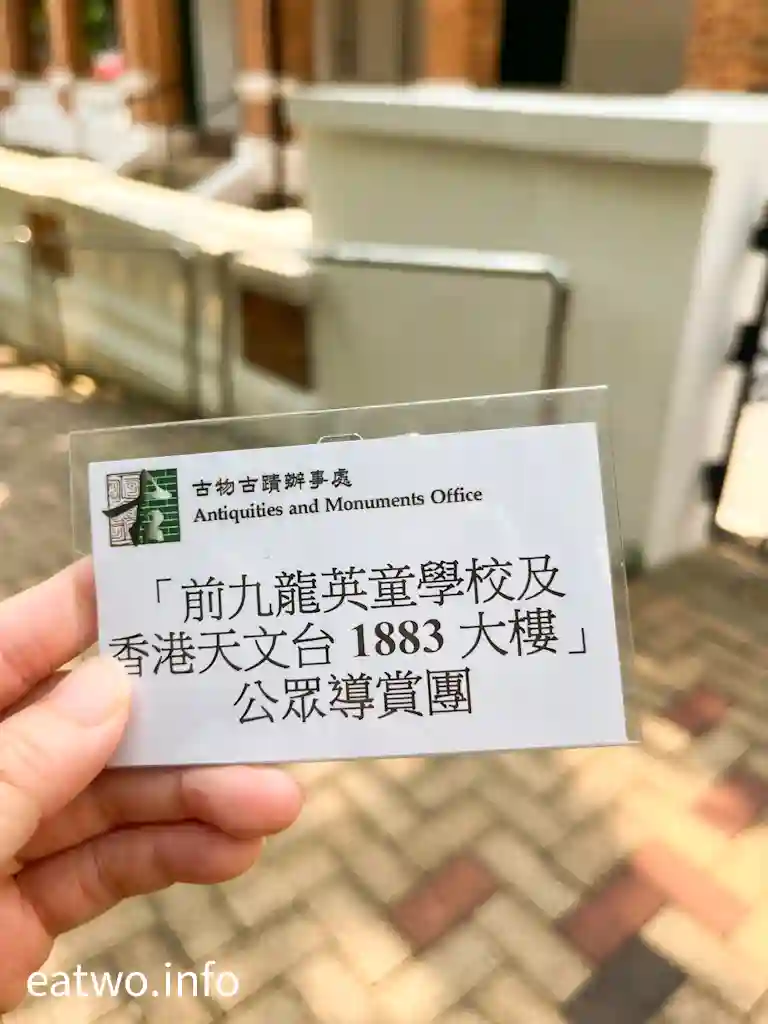 古物古蹟辦事處
Antiquities and Monuments Office
「前九龍英童學校及
香港天文台 1883 大樓」
公眾導賞團
eatwo.info